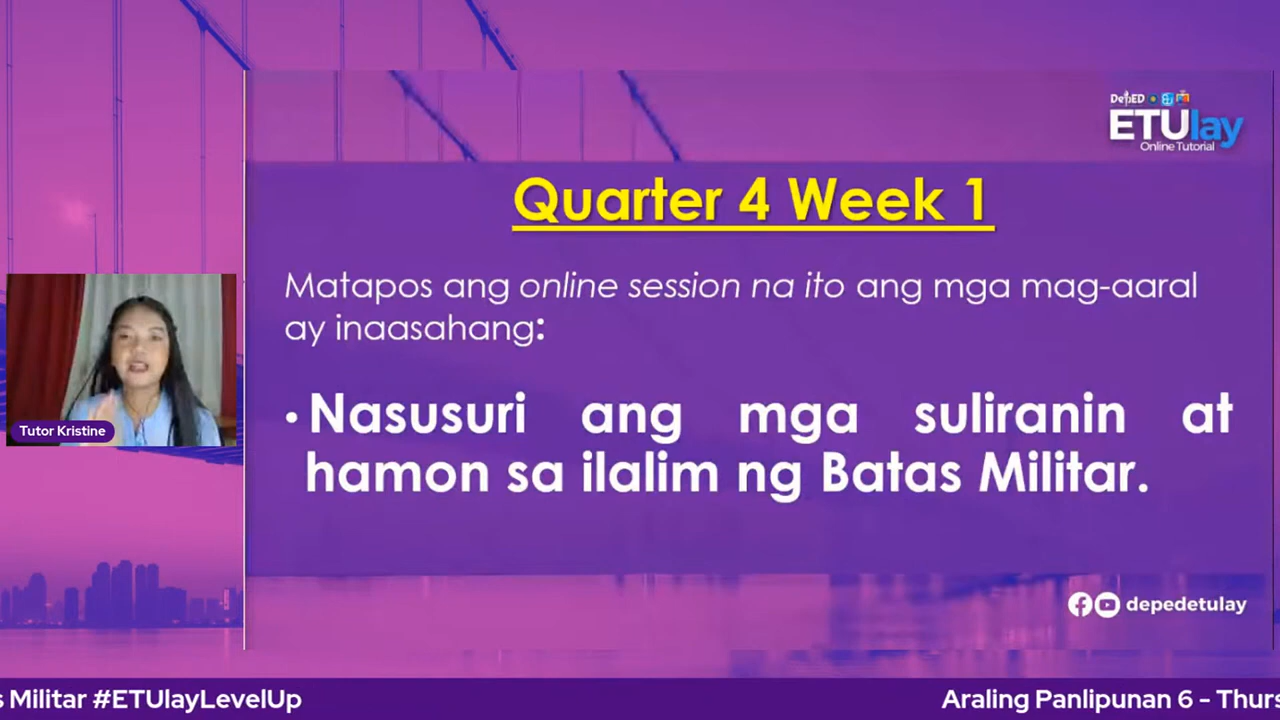 DepED
ETUlay
Online Tutorial
Quarter 4 Week 1
Matapos ang online session na ito ang mga mag-aaral
ay inaasahang:
• Nasusuri ang mga suliranin at
hamon sa ilalim ng Batas Militar.
Tutor Kristine
depedetulay
s Militar #ETUlayLevelUp
Araling Panlipunan 6 - Thurs